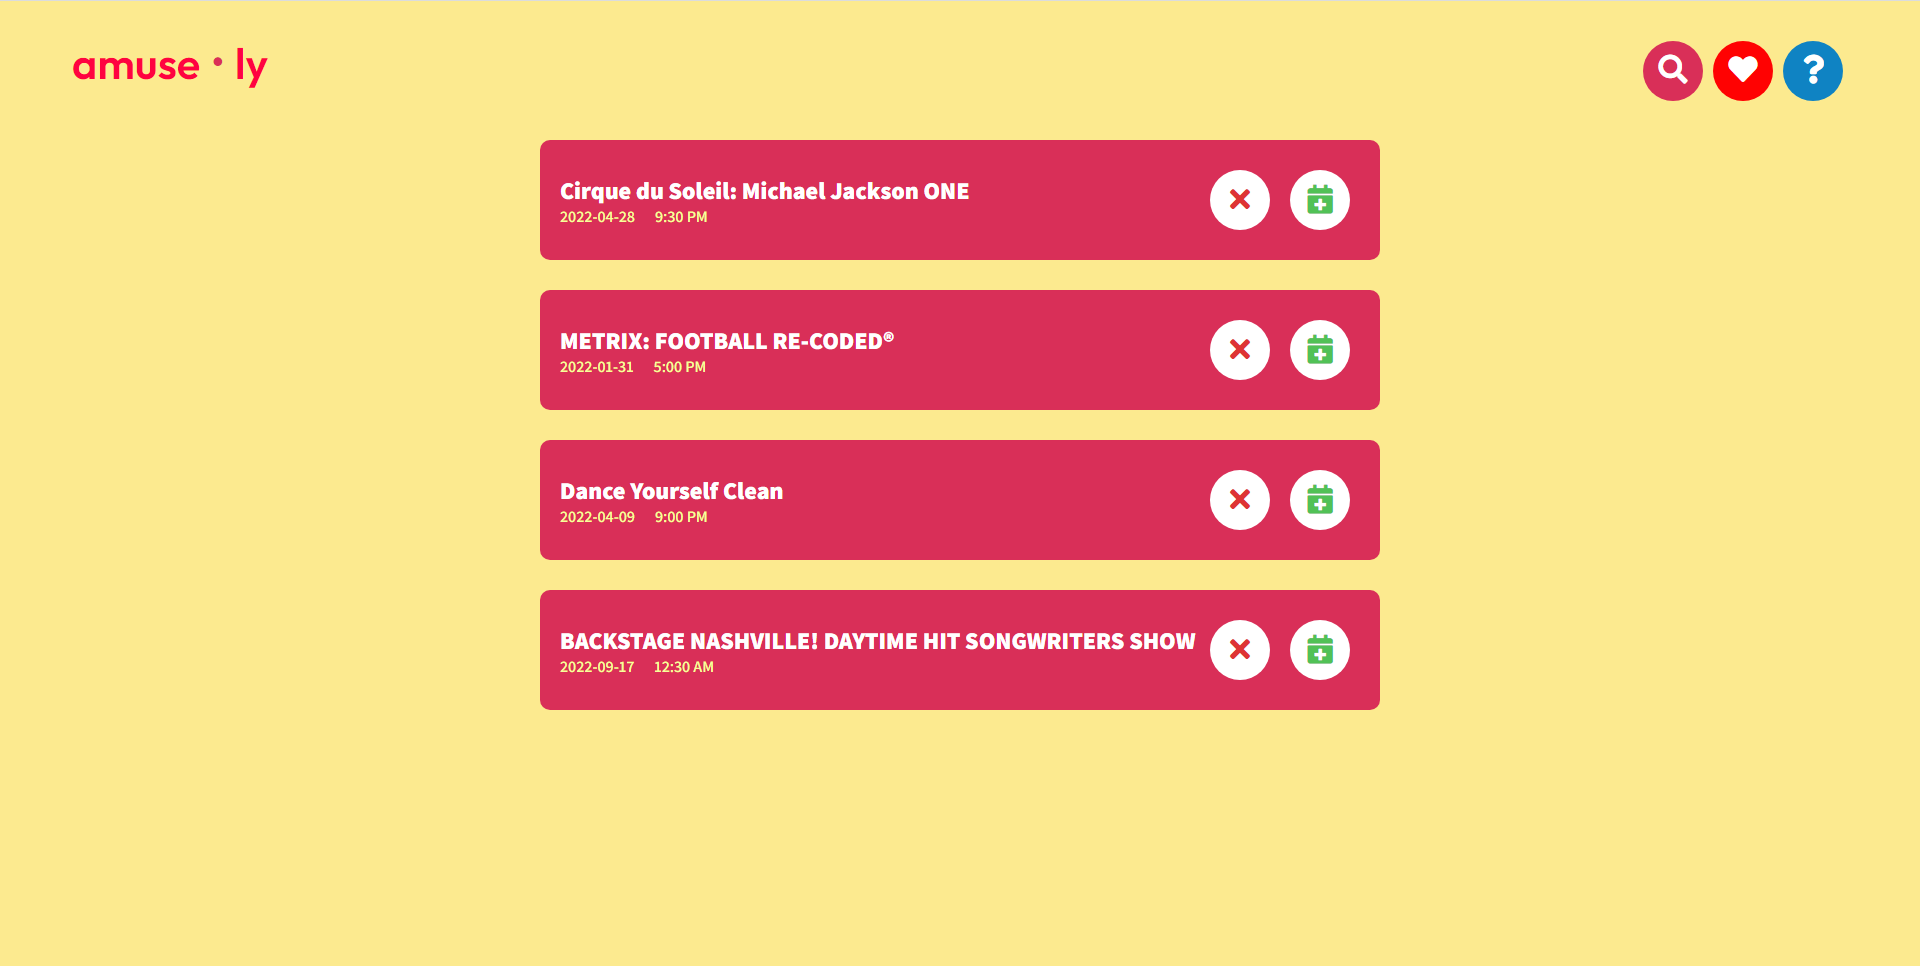 amuse · ly
Cirque du Soleil: Michael Jackson ONE
2022-04-28 9:30 PM
METRIX: FOOTBALL RE-CODED®
2022-01-31 5:00 PM
Dance Yourself Clean
2022-04-09 9:00 PM
BACKSTAGE NASHVILLE! DAYTIME HIT SONGWRITERS SHOW
2022-09-17 12:30 AM